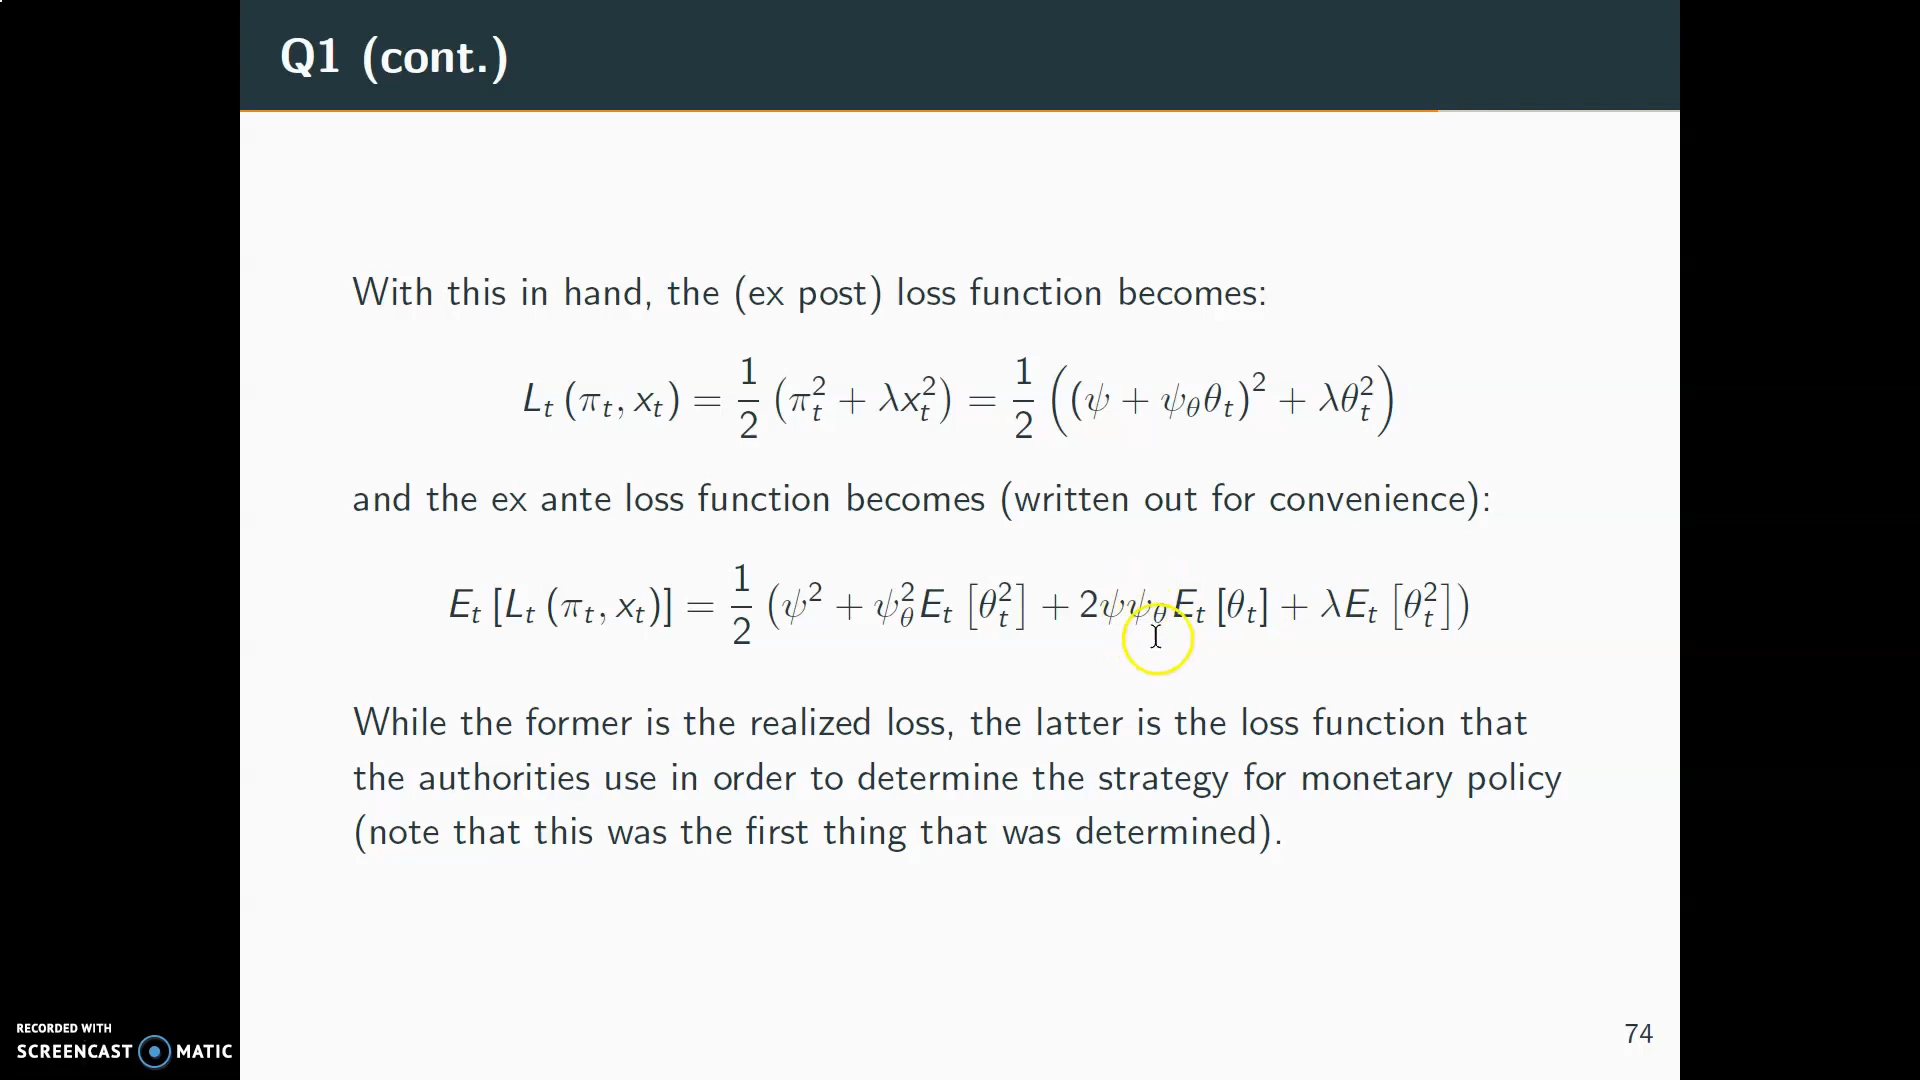 Q1 (cont.)
With this in hand, the (ex post) loss function becomes:
L_t (π_t, x_t) = 1/2 (π_t^2 + λx_t^2) = 1/2 ((ψ + ψ_θθ_t)^2 + λθ_t^2)
and the ex ante loss function becomes (written out for convenience):
E_t [L_t (π_t, x_t)] = 1/2 (ψ^2 + ψ_θ^2 E_t [θ_t^2] + 2ψψ_θE_t [θ_t] + λE_t [θ_t^2])
While the former is the realized loss, the latter is the loss function that
the authorities use in order to determine the strategy for monetary policy
(note that this was the first thing that was determined).
74
RECORDED WITH
SCREENCAST MATIC